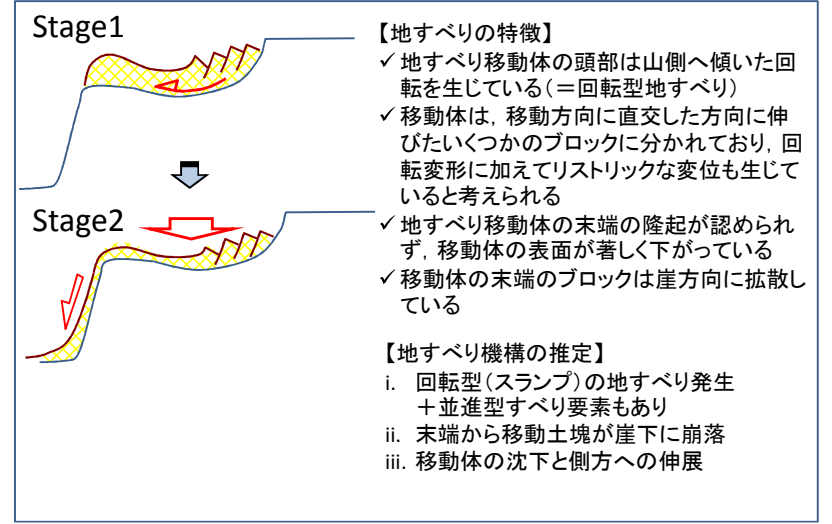 Stage1
Stage2
【地すべりの特徴】
✓地すべり移動体の頭部は山側へ傾いた回
転を生じている(＝回転型地すべり)
✓移動体は，移動方向に直交した方向に伸
びたいくつかのブロックに分かれており，回
転変形に加えてリストリックな変位も生じて
いると考えられる
✓地すべり移動体の末端の隆起が認められ
ず，移動体の表面が著しく下がっている
✓移動体の末端のブロックは崖方向に拡散し
ている
【地すべり機構の推定】
i. 回転型(スランプ)の地すべり発生
＋並進型すべり要素もあり
ii. 末端から移動土塊が崖下に崩落
iii. 移動体の沈下と側方への伸展